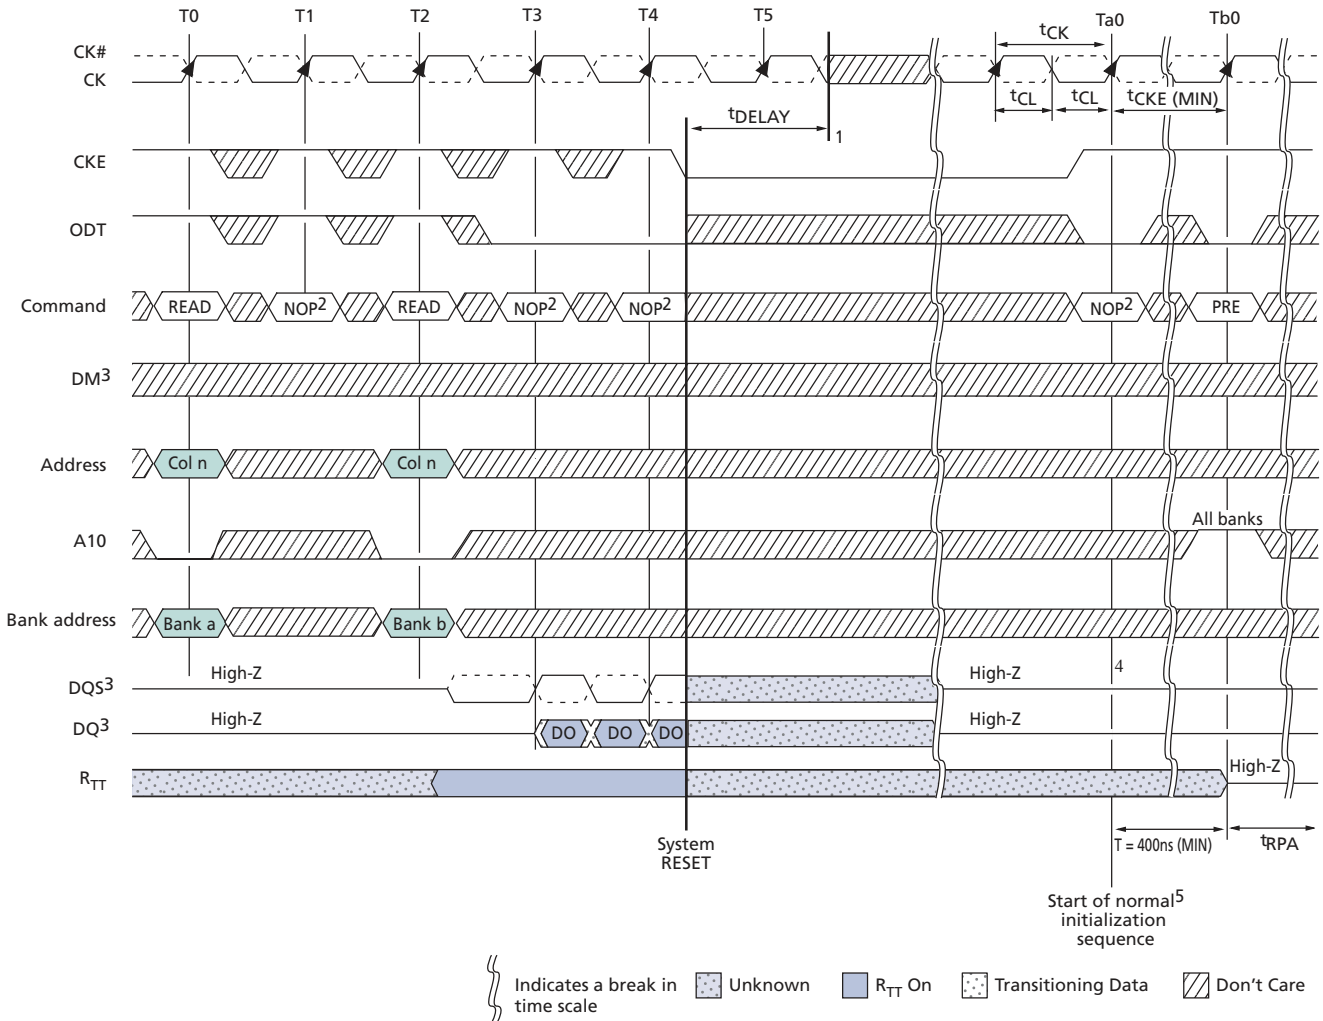 T0 T1 T2 T3 T4 T5 Ta0 Tb0
CK#
CK
tCK
tCL tCL tCKE (MIN)
tDELAY
1
CKE
ODT
Command READ NOP2 READ NOP2 NOP2 NOP2 PRE
DM3
Address Col n Col n
A10 All banks
Bank address Bank a Bank b
DQS3 High-Z High-Z 4
DQ3 High-Z DO DO DO High-Z
RTT High-Z
System
RESET
T = 400ns (MIN) tRPA
Start of normal5
initialization
sequence
Indicates a break in
time scale
Unknown
RTT On
Transitioning Data
Don't Care